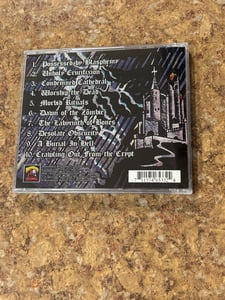 1. Possessed by Blasphemy
2. Unholy Crucifixion
3. Condemned Cathedral
4. Worship the Dead
5. Morbid Rituals
6. Dawn of the Zombie
7. The Labyrinth of Bones
8. Desolate Obscurity
9. A Burial In Hell
10. Crawling Out From the Crypt